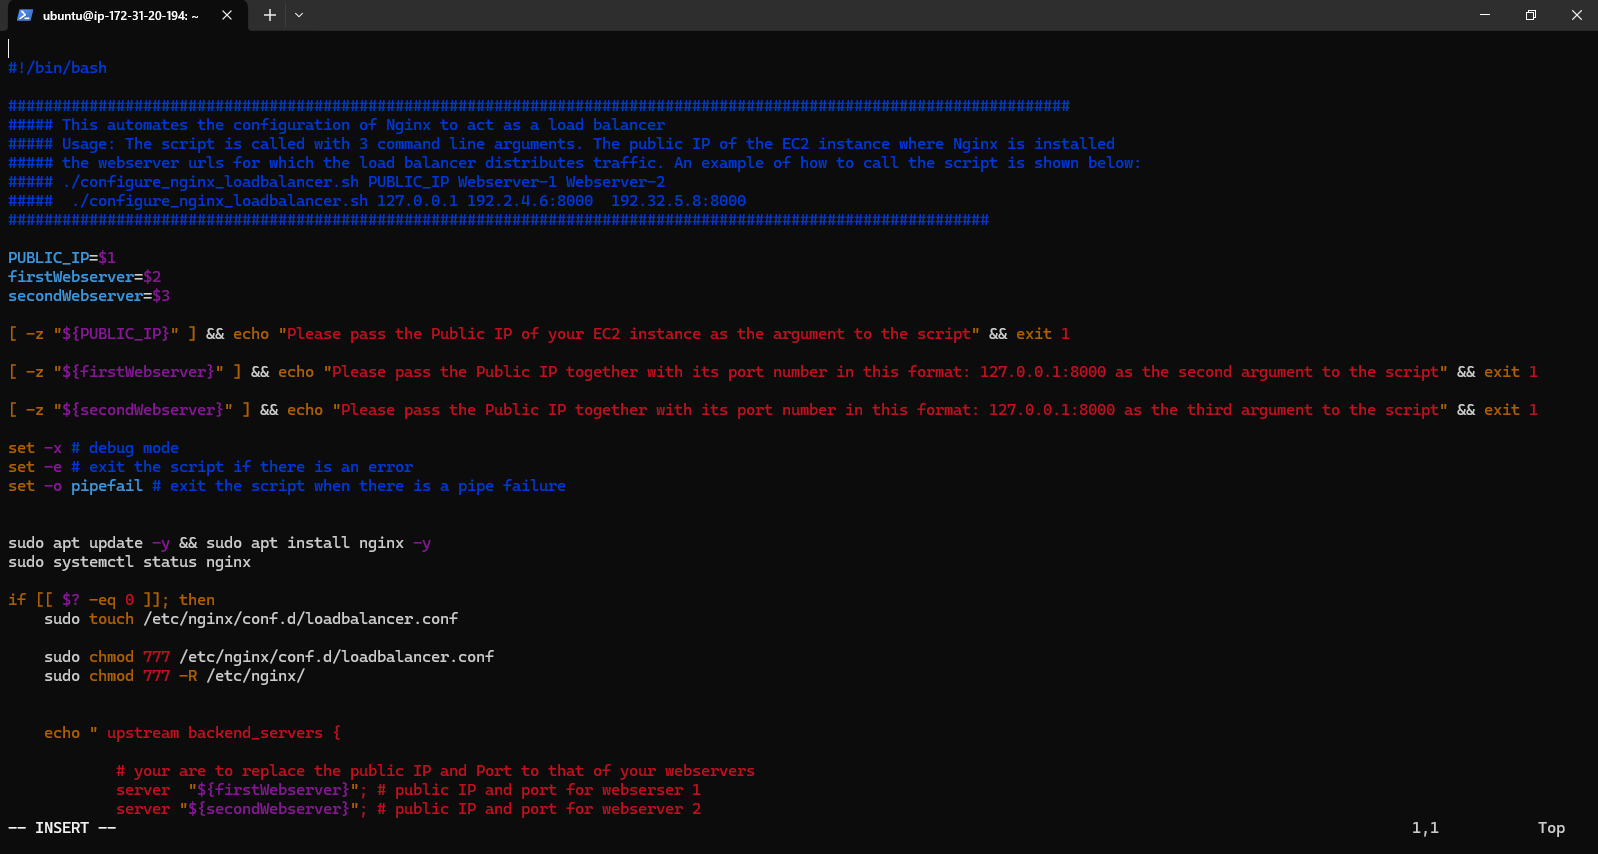 ubuntu@ip-172-31-20-194: ~
#!/bin/bash
######################################################################################################################
##### This automates the configuration of Nginx to act as a load balancer
##### Usage: The script is called with 3 command line arguments. The public IP of the EC2 instance where Nginx is installed
##### the webserver urls for which the load balancer distributes traffic. An example of how to call the script is shown below:
##### ./configure_nginx_loadbalancer.sh PUBLIC_IP Webserver-1 Webserver-2
#####  ./configure_nginx_loadbalancer.sh 127.0.0.1 192.2.4.6:8000  192.32.5.8:8000
#############################################################################################################
PUBLIC_IP=$1
firstWebserver=$2
secondWebserver=$3
[ -z "${PUBLIC_IP}" ] && echo "Please pass the Public IP of your EC2 instance as the argument to the script" && exit 1
[ -z "${firstWebserver}" ] && echo "Please pass the Public IP together with its port number in this format: 127.0.0.1:8000 as the second argument to the script" && exit 1
[ -z "${secondWebserver}" ] && echo "Please pass the Public IP together with its port number in this format: 127.0.0.1:8000 as the third argument to the script" && exit 1
set -x # debug mode
set -e # exit the script if there is an error
set -o pipefail # exit the script when there is a pipe failure
sudo apt update -y && sudo apt install nginx -y
sudo systemctl status nginx
if [[ $? -eq 0 ]]; then
    sudo touch /etc/nginx/conf.d/loadbalancer.conf
    sudo chmod 777 /etc/nginx/conf.d/loadbalancer.conf
    sudo chmod 777 -R /etc/nginx/
    echo " upstream backend_servers {
            # your are to replace the public IP and Port to that of your webservers
            server  "${firstWebserver}"; # public IP and port for webserser 1
            server "${secondWebserver}"; # public IP and port for webserver 2
-- INSERT -- 1,1 Top